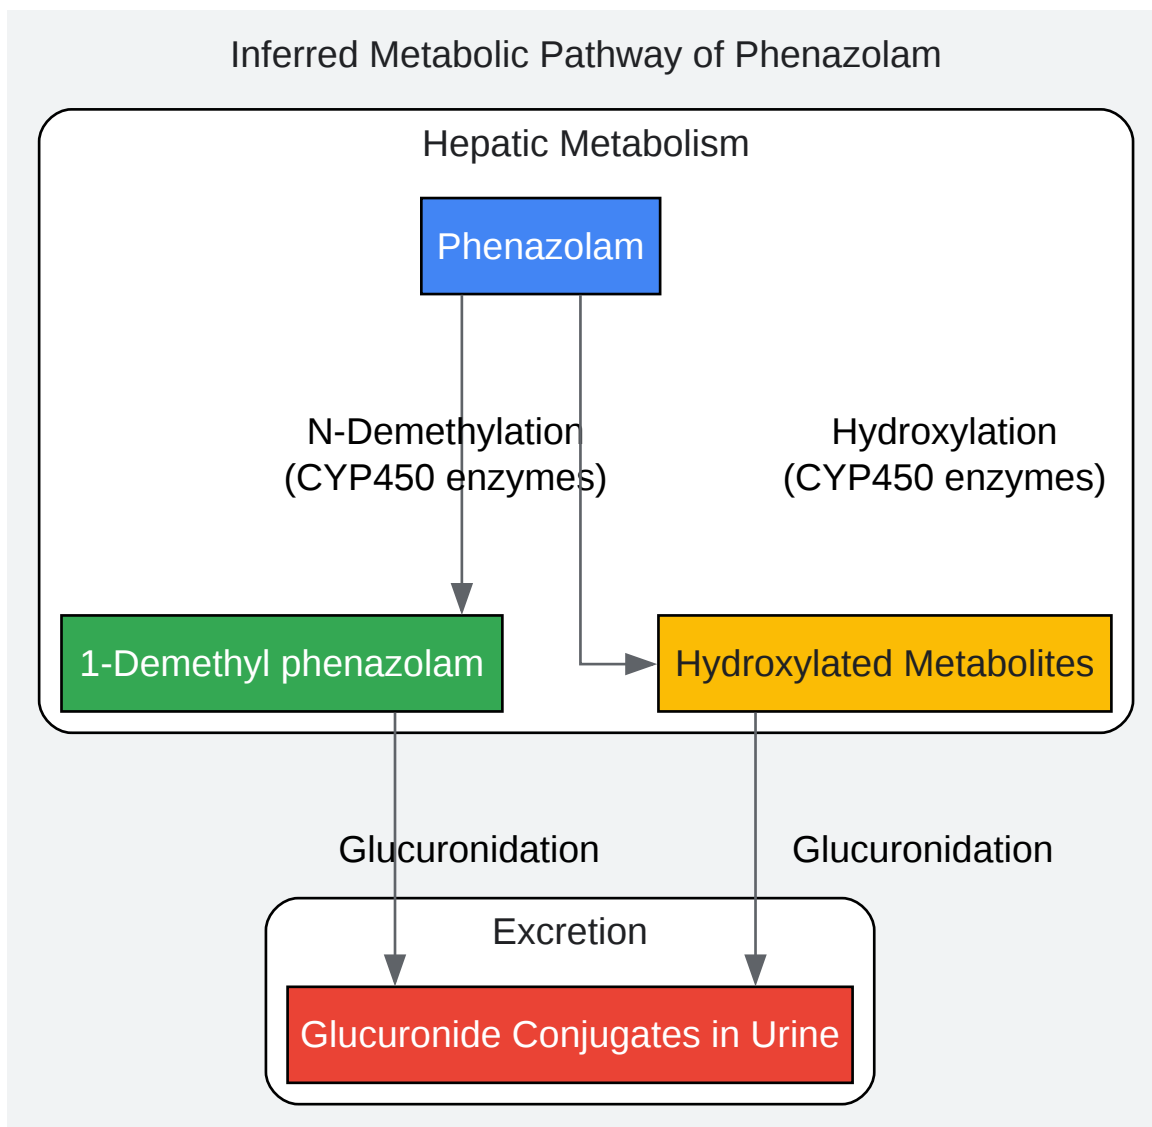 Inferred Metabolic Pathway of Phenazolam
Hepatic Metabolism
Phenazolam
N-Demethylation
(CYP450 enzymes)
Hydroxylation
(CYP450 enzymes)
1-Demethyl phenazolam
Hydroxylated Metabolites
Glucuronidation
Glucuronidation
Excretion
Glucuronide Conjugates in Urine